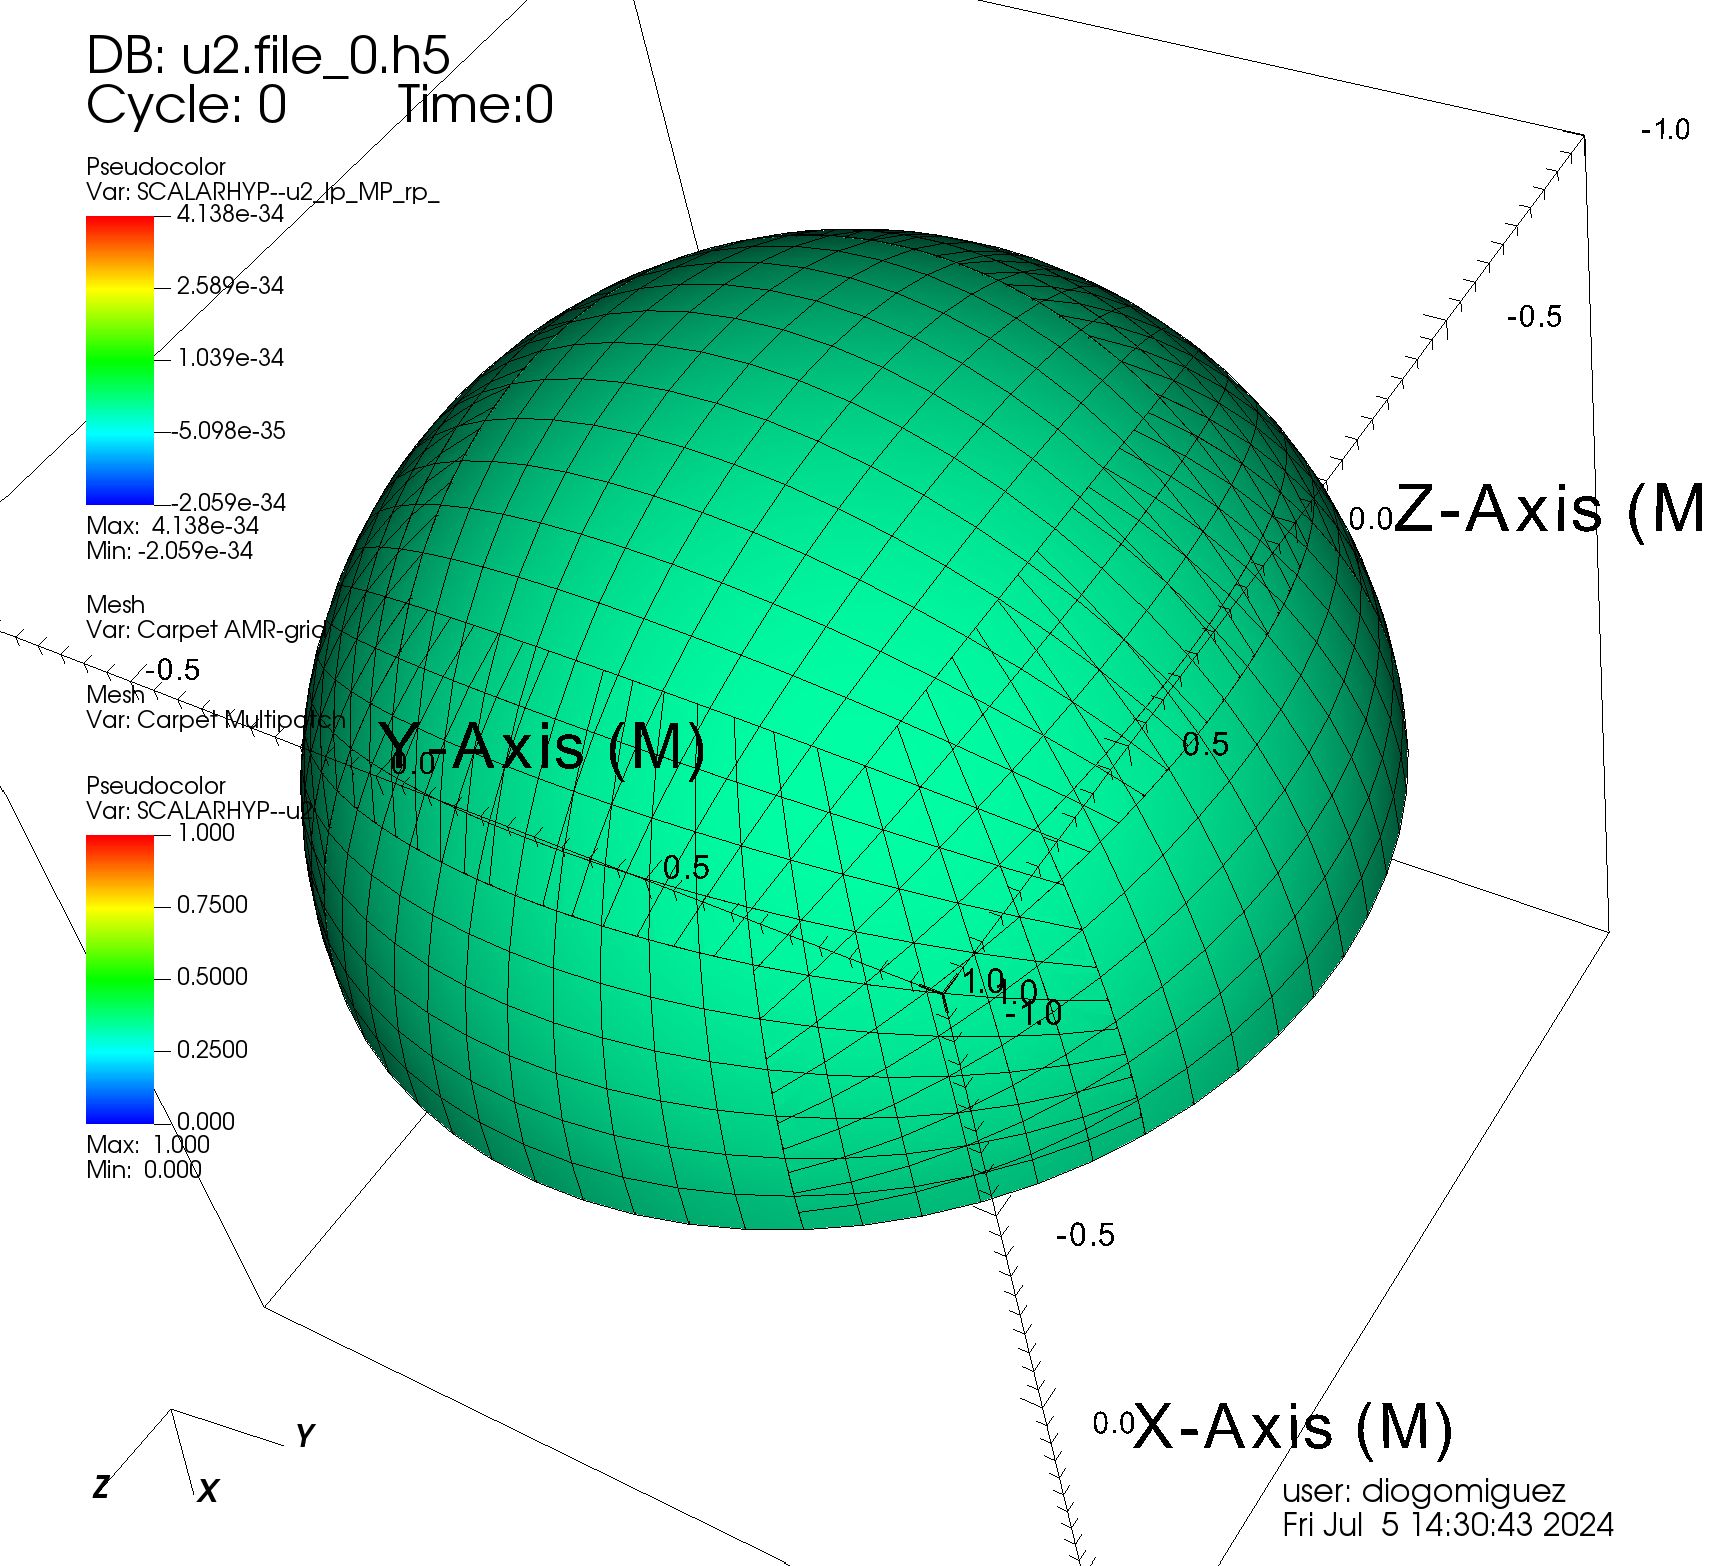 DB: u2.file_0.h5
Cycle: 0 Time:0
Pseudocolor
Var: SCALARHYP--u2_lp_MP_rp_
4.138e-34
2.589e-34
1.039e-34
-5.098e-35
-2.059e-34
Max: 4.138e-34
Min: -2.059e-34
Mesh
Var: Carpet AMR-grid
Mesh
Var: Carpet Multipatch
Pseudocolor
Var: SCALARHYP--u2
1.000
0.7500
0.5000
0.2500
0.000
Max: 1.000
Min: 0.000
-1.0
-0.5
0.0
Z-Axis (M
0.5
1.0
-0.5
Y-Axis (M)
0.0
0.5
1.0
-1.0
-0.5
0.0
X-Axis (M)
Z
X
Y
user: diogomiguez
Fri Jul 5 14:30:43 2024